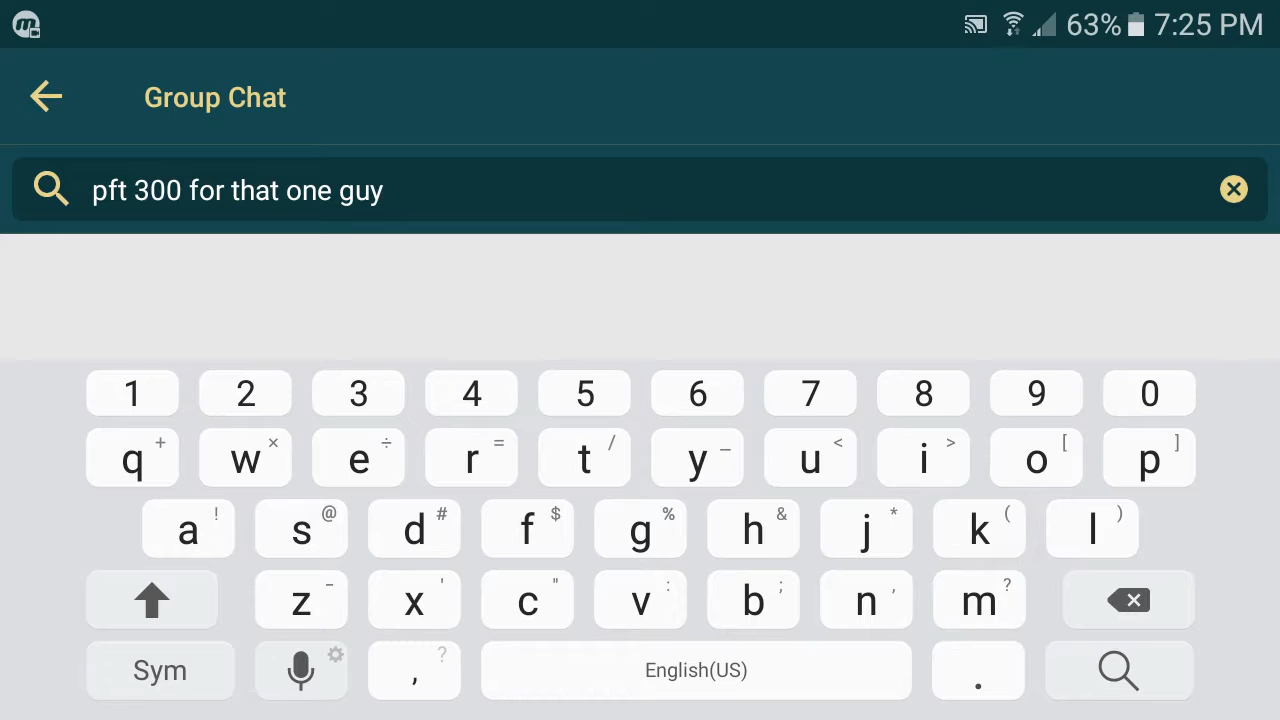 63% 7:25 PM
Group Chat
pft 300 for that one guy
1 2 3 4 5 6 7 8 9 0
q + w × e ÷ r = t / y _ u < i > o [ p ]
a ! s @ d # f $ g % h & j * k ( l )
z - x ' c " v : b ; n , m ?
Sym , ? English(US) .